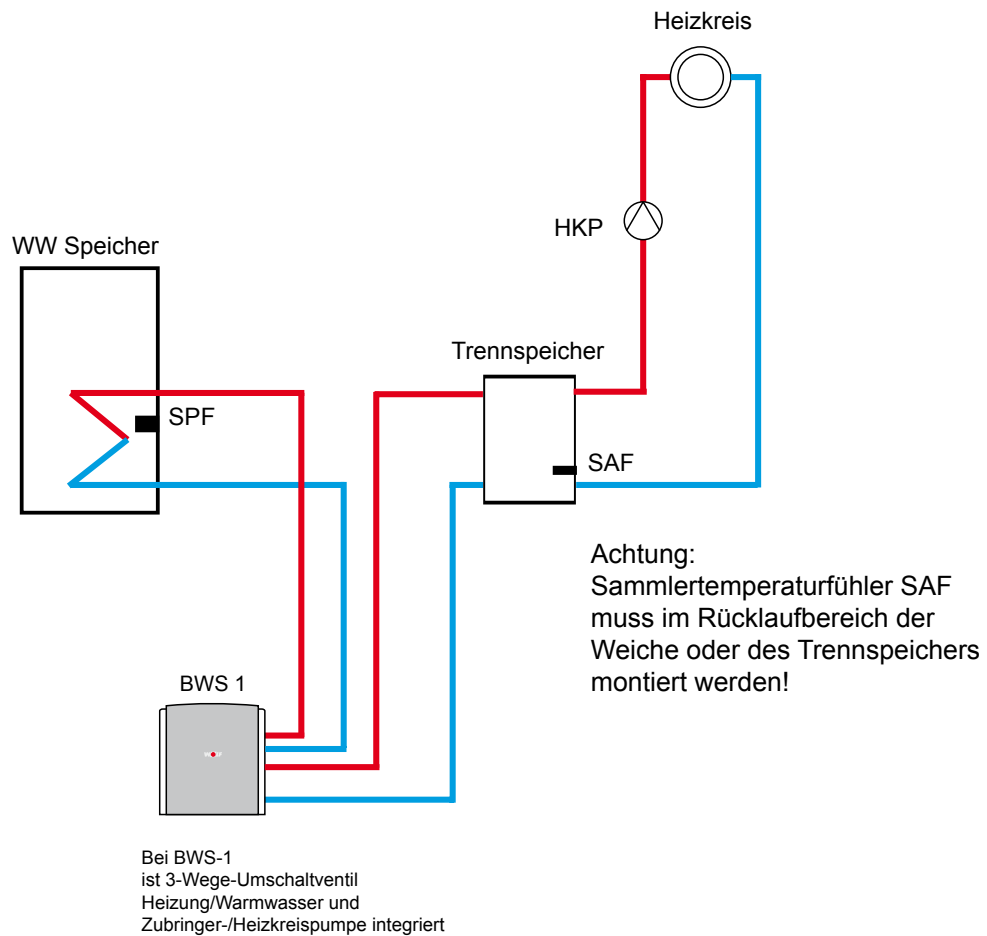 Heizkreis
HKP
WW Speicher
Trennspeicher
SPF
SAF
Achtung:
Sammlertemperaturfühler SAF
muss im Rücklaufbereich der
Weiche oder des Trennspeichers
montiert werden!
BWS 1
Bei BWS-1
ist 3-Wege-Umschaltventil
Heizung/Warmwasser und
Zubringer-/Heizkreispumpe integriert